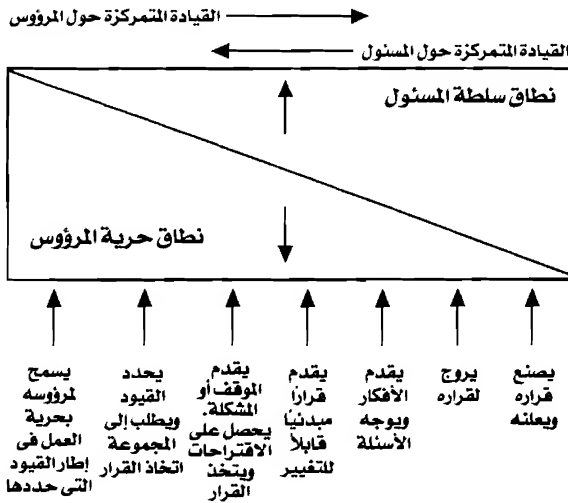 القيادة المتمركزة حول المرؤوس
القيادة المتمركزة حول المسئول
نطاق سلطة المسئول
نطاق حرية المرؤوس
يصنع
قراره
ويعلنه
يروج
لقراره
يقدم
الأفكار
ويوجه
الأسئلة
يقدم
قرارًا
مبدئيًا
قابلاً
للتغيير
يقدم
الموقف أو
المشكلة.
يحصل على
الاقتراحات
ويتخذ
القرار
يحدد
القيود
ويطلب إلى
المجموعة
اتخاذ القرار
يسمح
لمرؤوسه
بحرية
العمل فى
إطار القيود
التى حددها